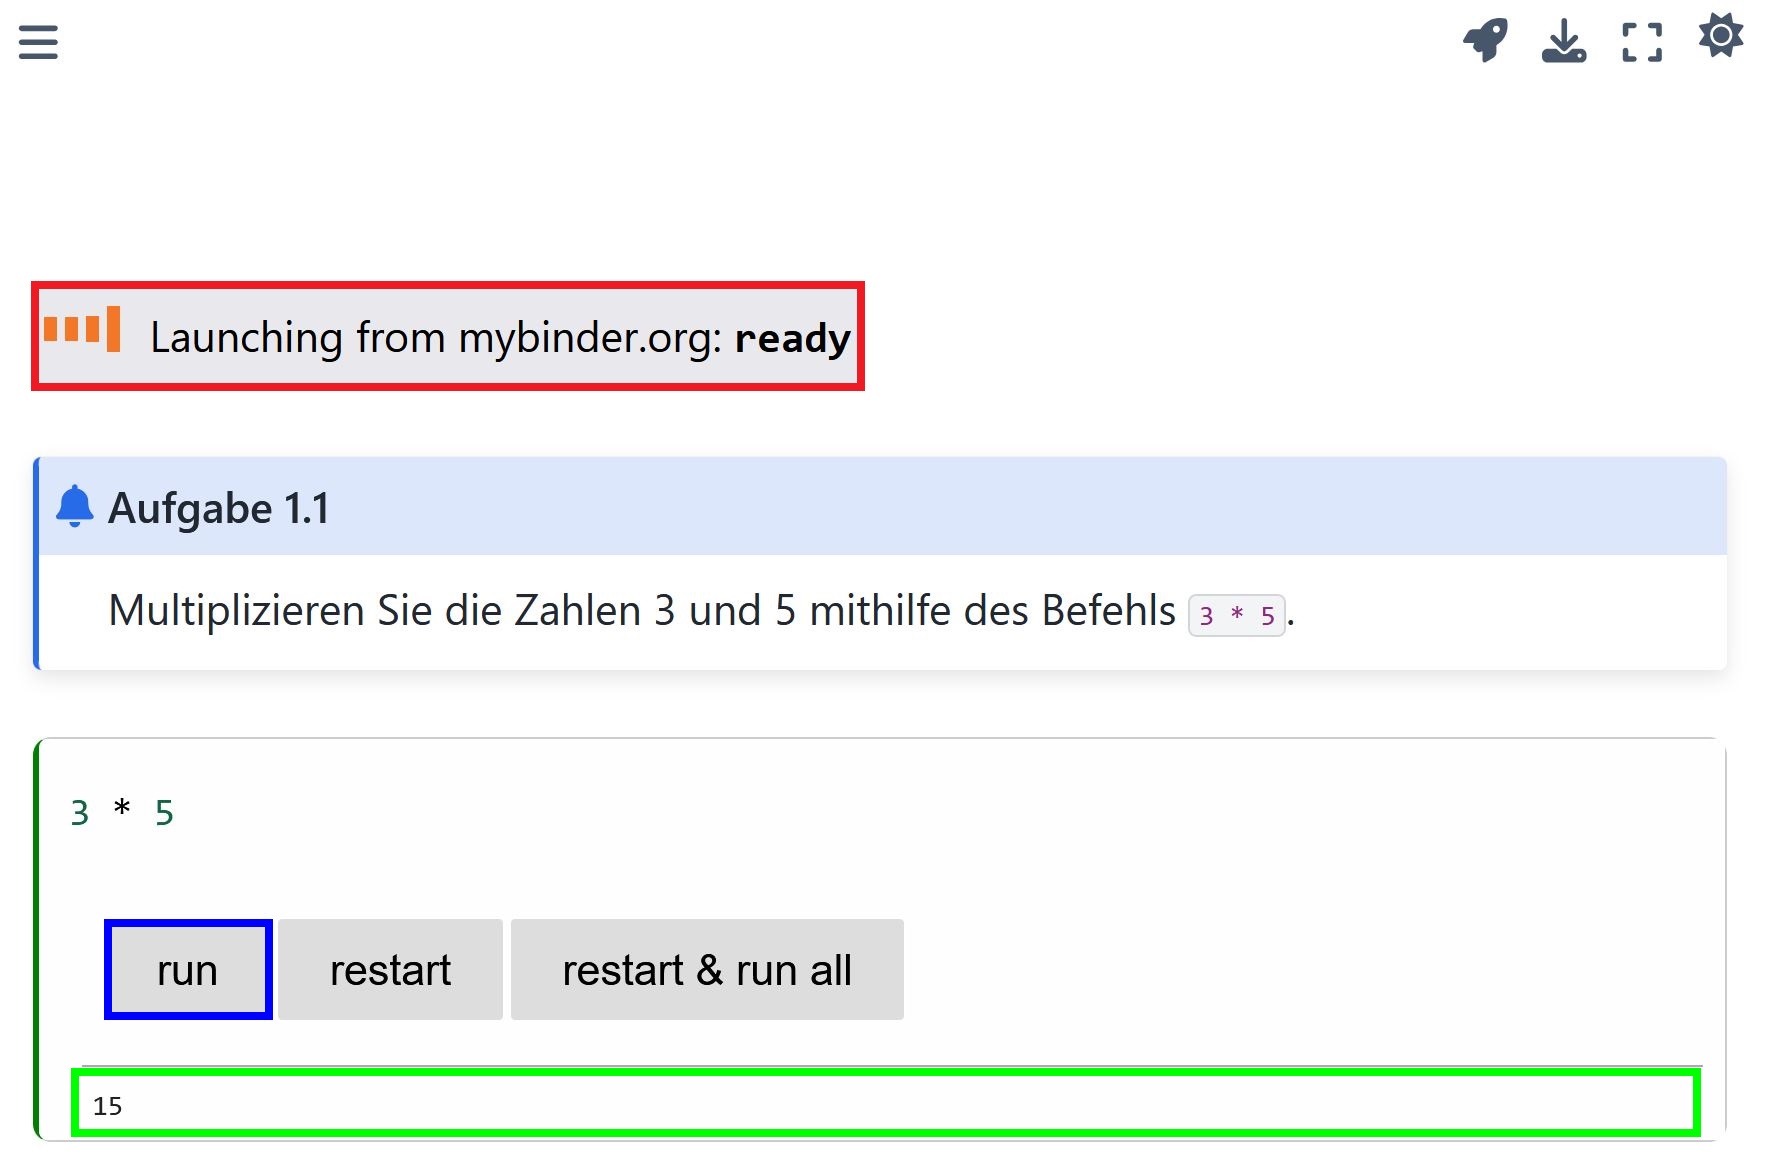 Launching from mybinder.org: ready
Aufgabe 1.1
Multiplizieren Sie die Zahlen 3 und 5 mithilfe des Befehls 3 * 5.
3 * 5
run restart restart & run all
15